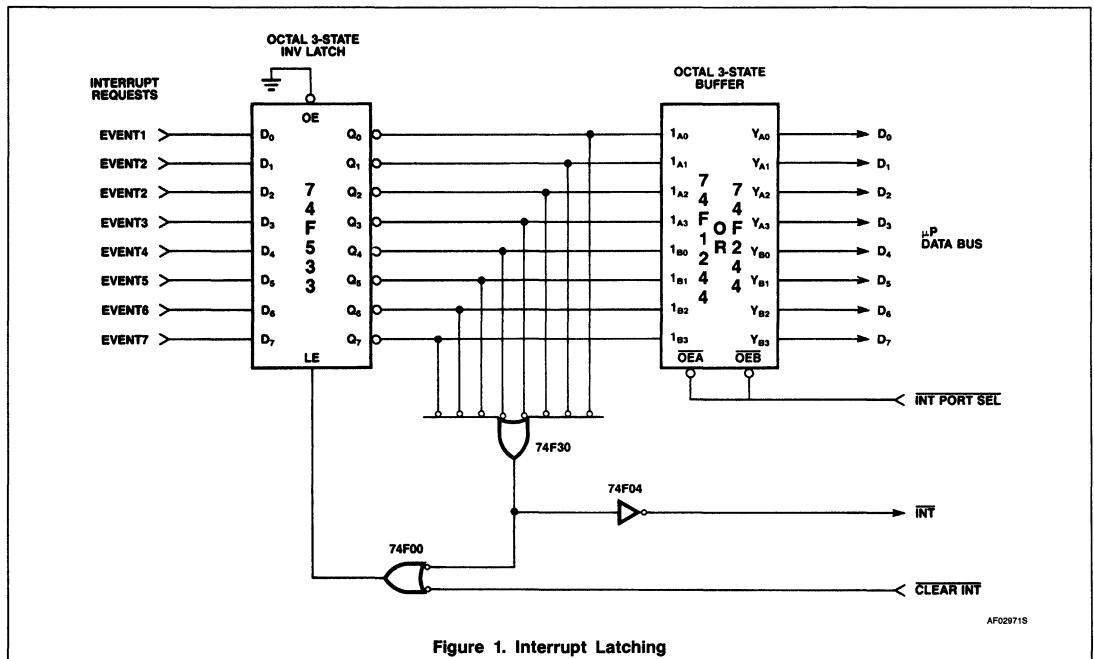 OCTAL 3-STATE
INV LATCH
OCTAL 3-STATE
BUFFER
INTERRUPT
REQUESTS
OE
EVENT1 D0 Q0 1A0 YA0 D0
EVENT2 D1 Q1 1A1 YA1 D1
EVENT2 D2 Q2 1A2 YA2 D2
EVENT3 D3 Q3 1A3 YA3 D3
EVENT4 D4 Q4 1B0 YB0 D4
EVENT5 D5 Q5 1B1 YB1 D5
EVENT6 D6 Q6 1B2 YB2 D6
EVENT7 D7 Q7 1B3 YB3 D7
74F533
74F1244
OR
74F244
µP
DATA BUS
LE
OEA OEB
INT PORT SEL
74F30
74F04
INT
74F00
CLEAR INT
AF02971S
Figure 1. Interrupt Latching